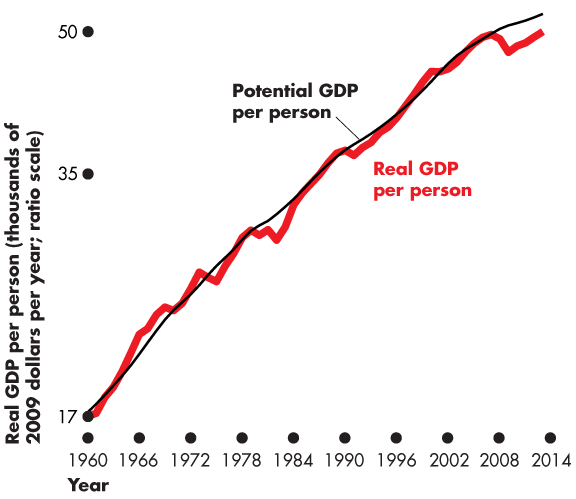 50
Potential GDP
per person
35
Real GDP
per person
Real GDP per person (thousands of
2009 dollars per year; ratio scale)
17
1960 1966 1972 1978 1984 1990 1996 2002 2008 2014
Year